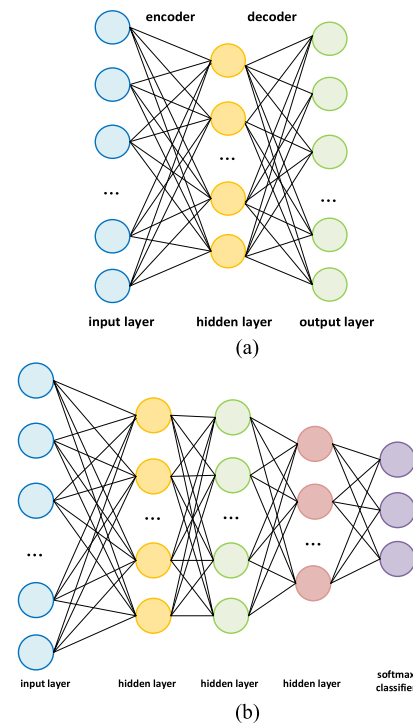 encoder decoder
...
... ...
input layer hidden layer output layer
(a)
... ...
... ...
input layer hidden layer hidden layer hidden layer softmax
classifier
(b)